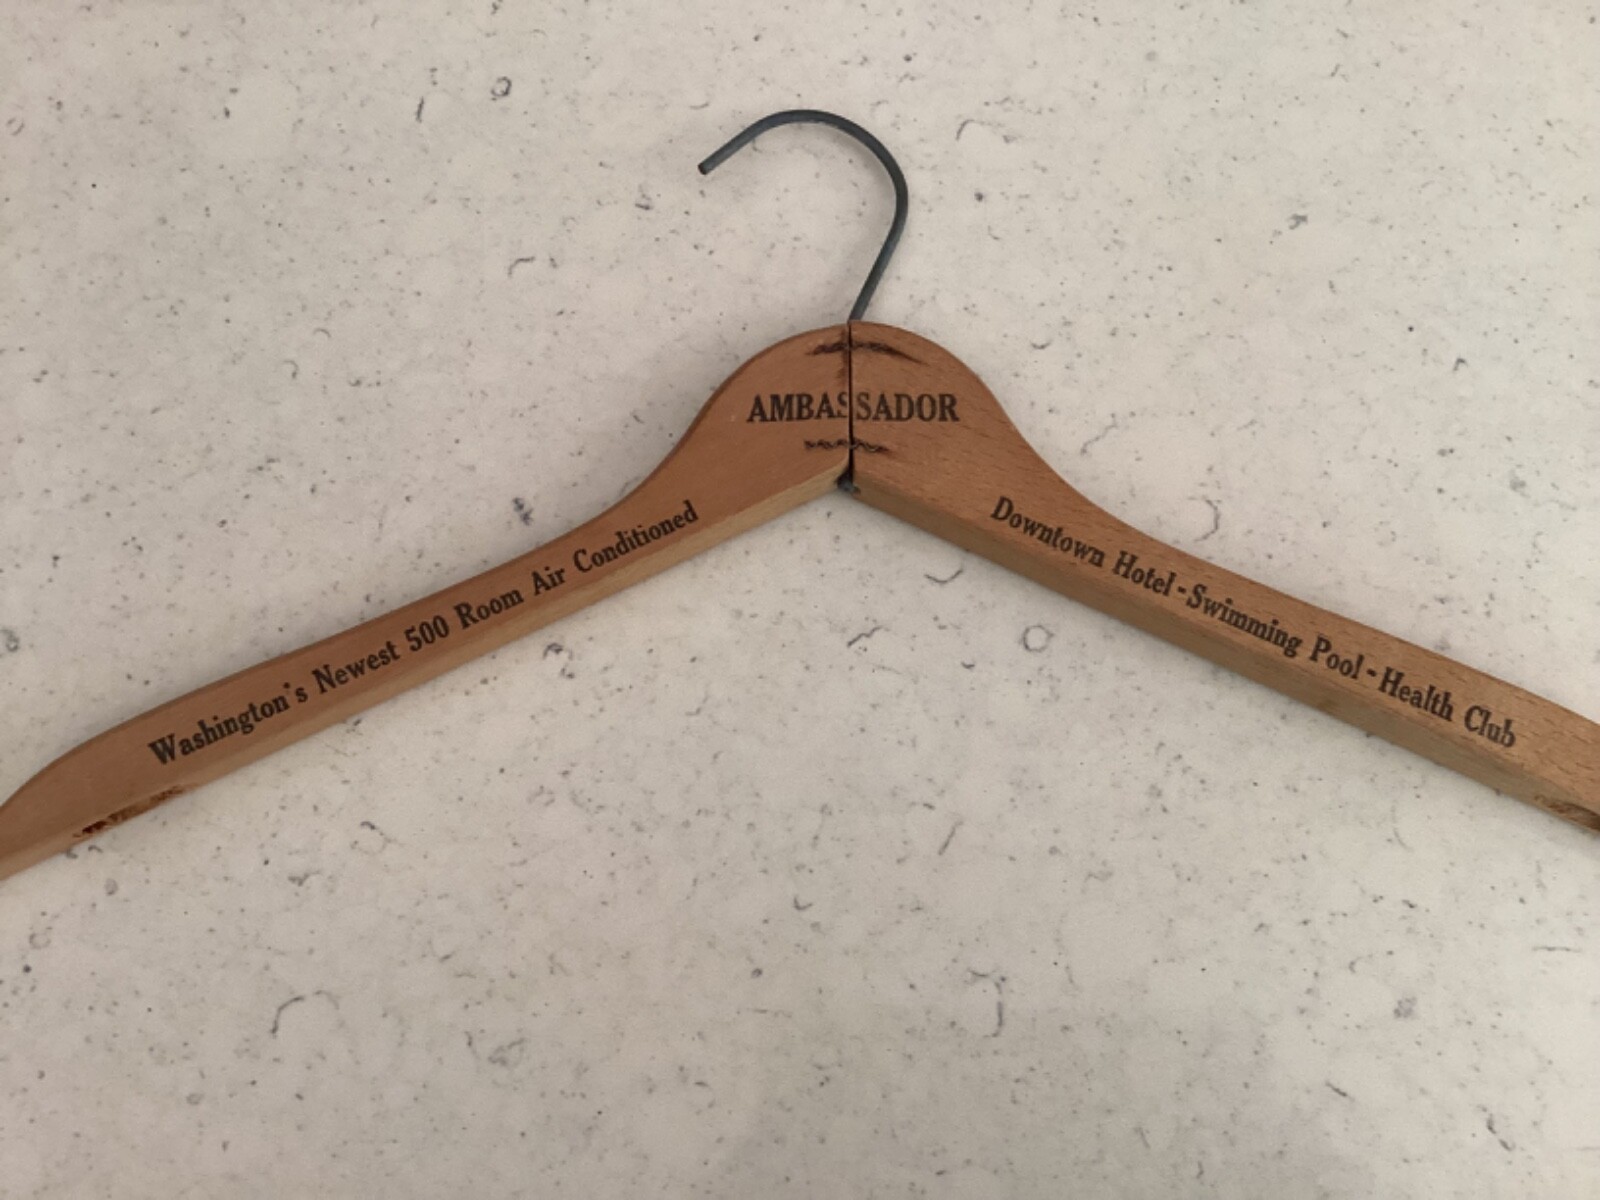 AMBASSADOR
Washington's Newest 500 Room Air Conditioned
Downtown Hotel - Swimming Pool - Health Club